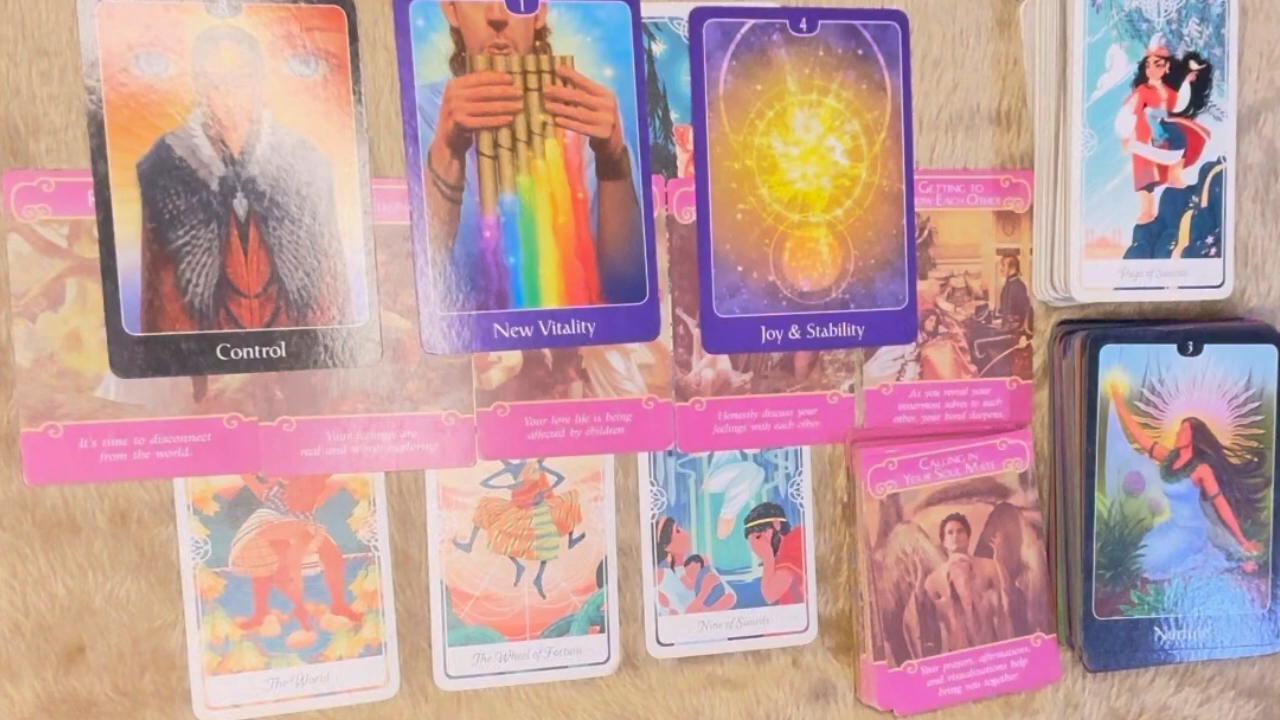 8
Control
1
New Vitality
4
Joy & Stability
Page of Swords
GETTING TO
KNOW EACH OTHER
It's time to disconnect
from the world.
Your feelings are
real and worth exploring.
Your love life is being
affected by children
Honestly discuss your
feelings with each other.
As you reveal your
innermost selves to each
other, your bond deepens.
The World
The Wheel of Fortune
Nine of Swords
CALLING IN
YOUR SOUL MATE
Your prayers, affirmations,
and visualizations help
bring you together.
3
Nurture